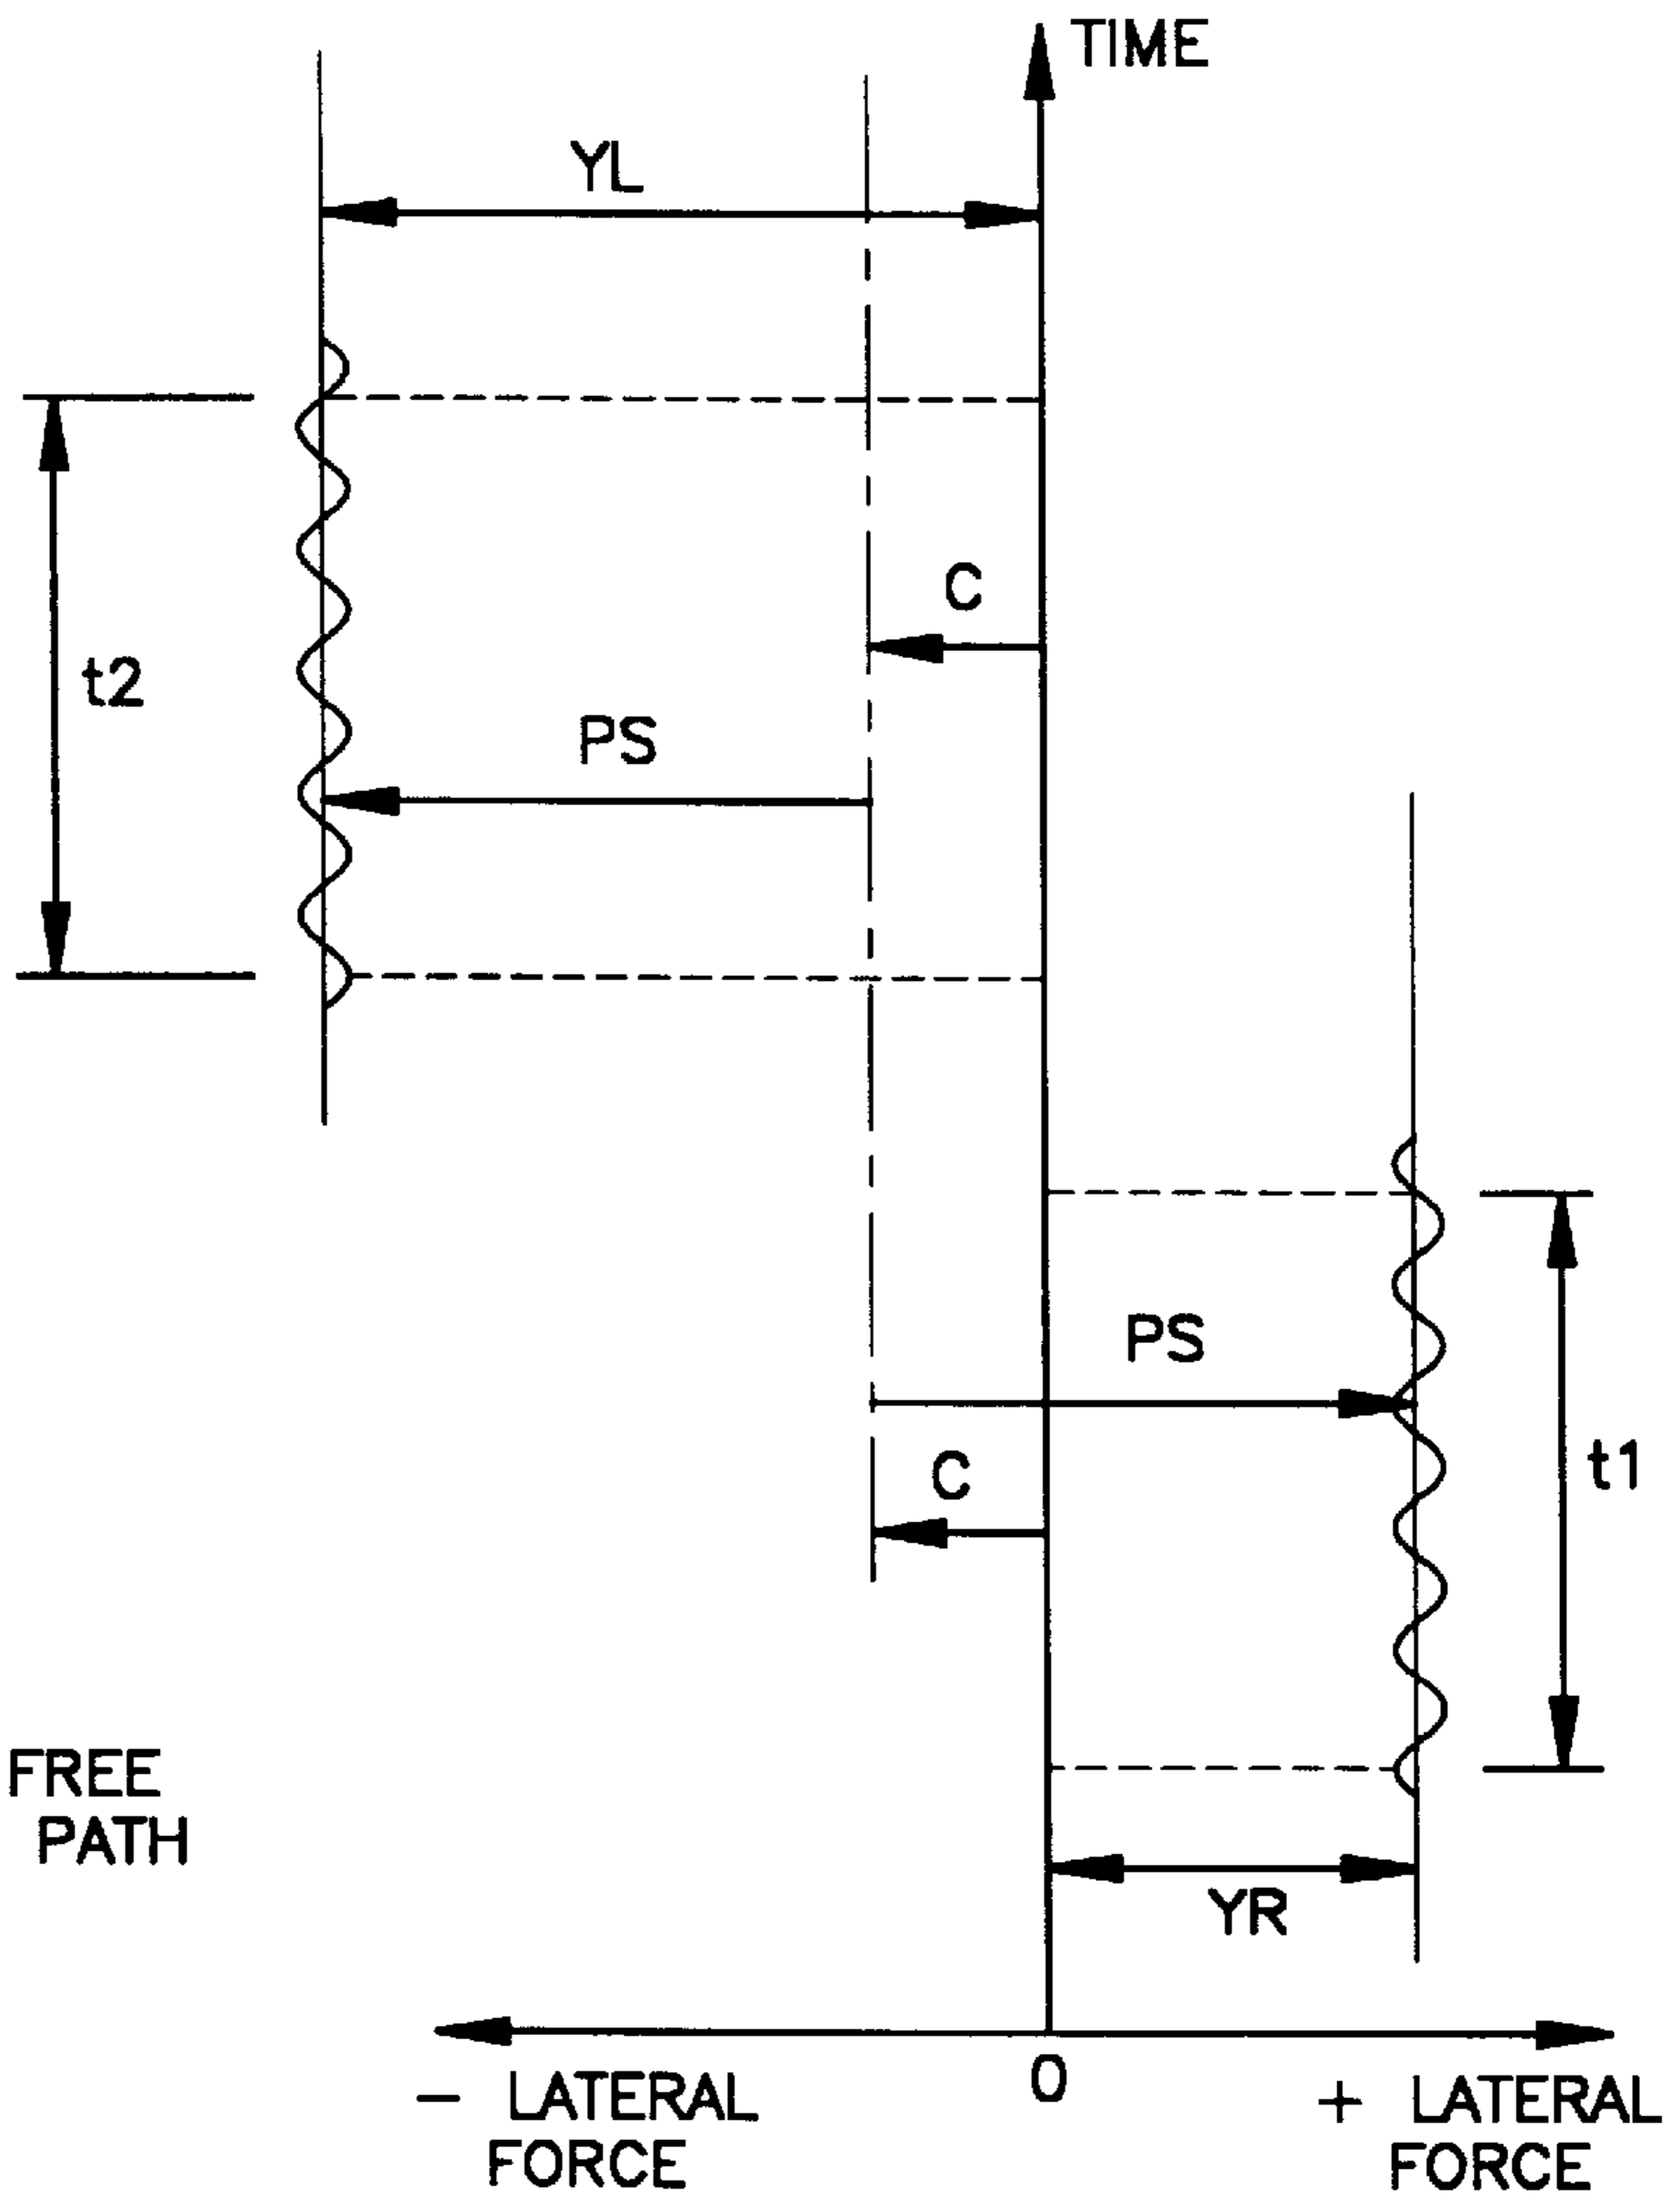 TIME
YL
C
t2
PS
PS
C
t1
FREE
PATH
YR
0
- LATERAL
FORCE
+ LATERAL
FORCE